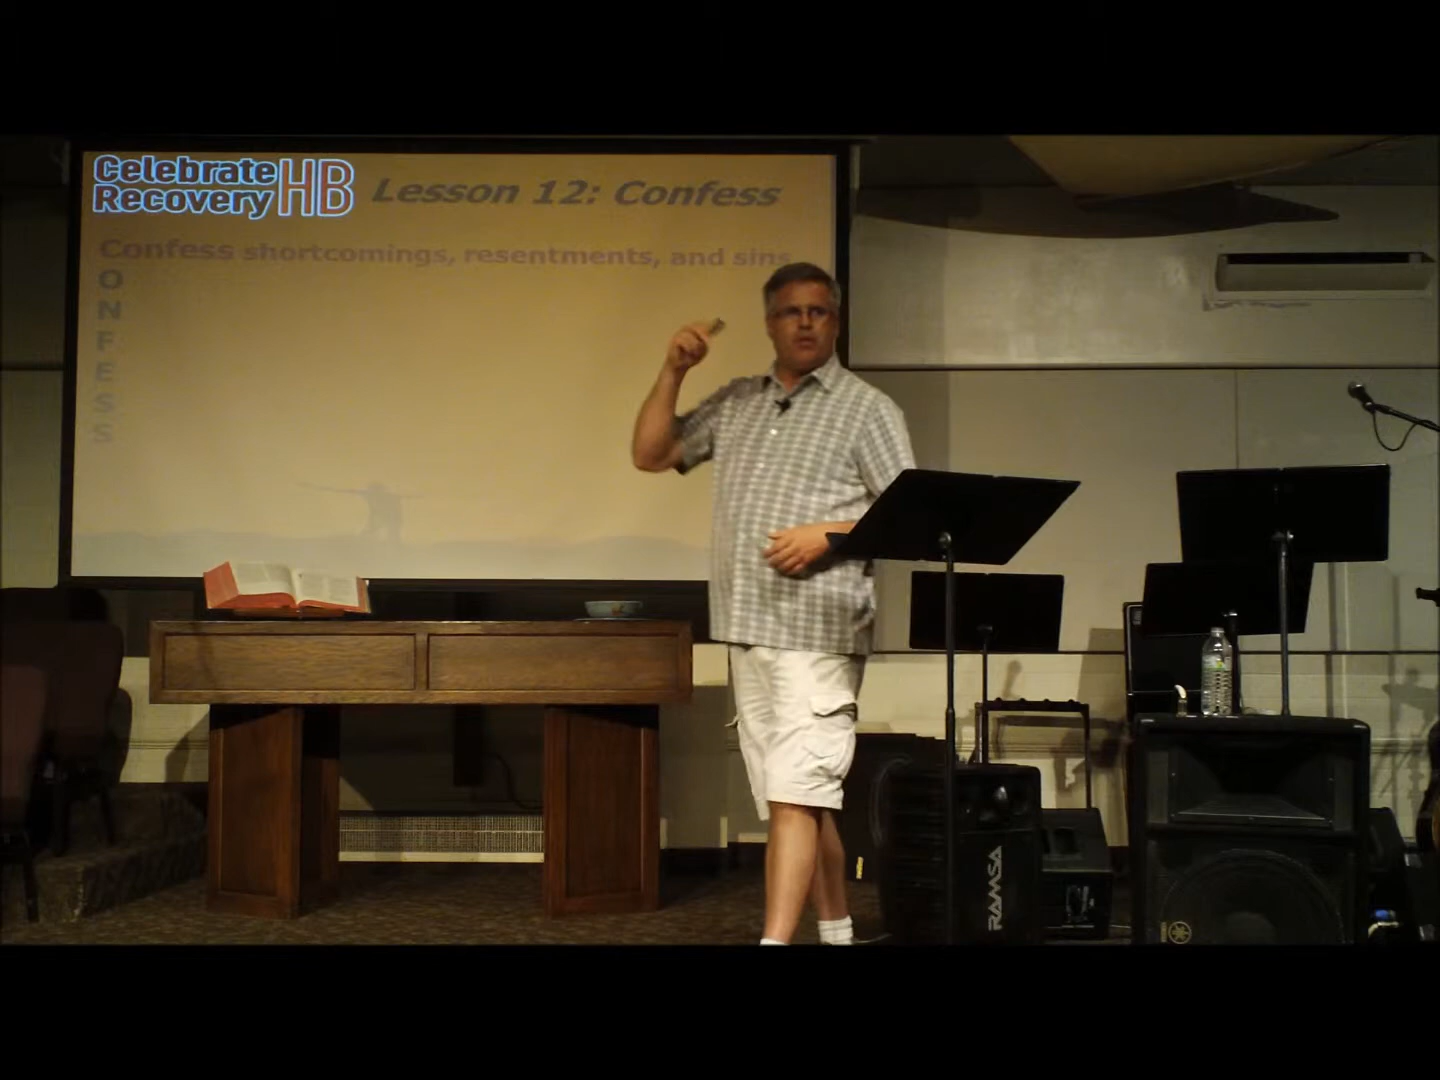 Celebrate
Recovery
HB
Lesson 12: Confess
Confess shortcomings, resentments, and sins
O
N
F
E
S
S
RAMSA